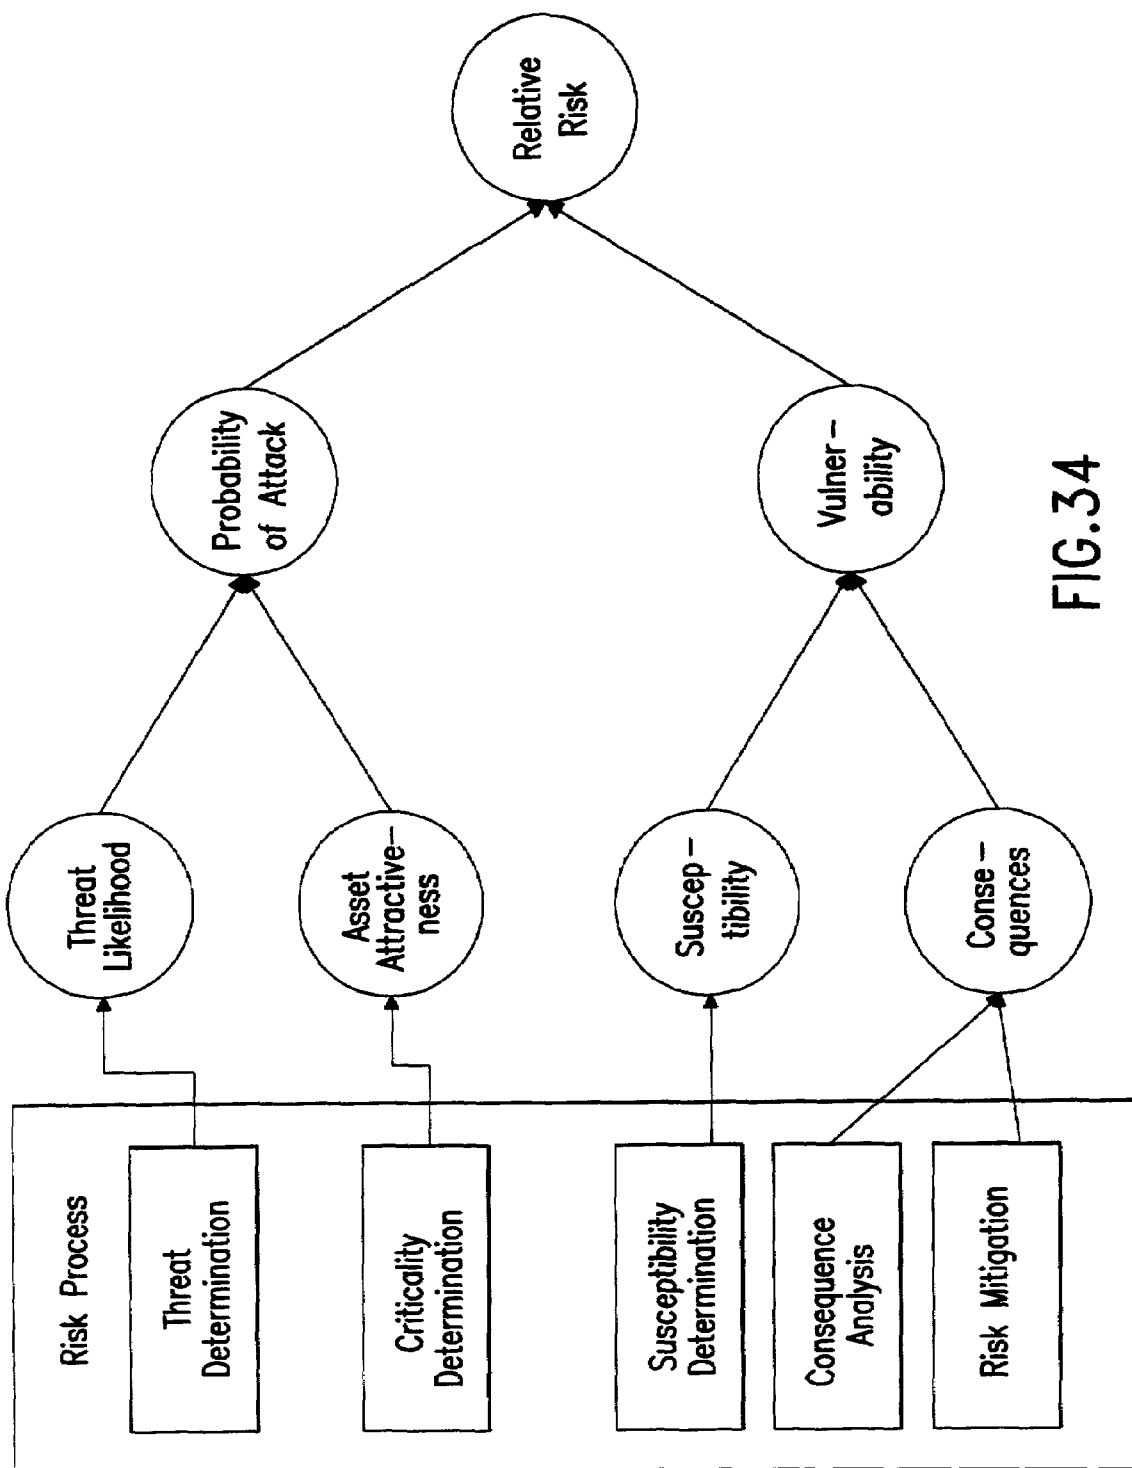 Relative
Risk
Probability
of Attack
Vulner–
ability
Threat
Likelihood
Asset
Attractive–
ness
Suscep–
tibility
Conse–
quences
Risk Process
Threat
Determination
Criticality
Determination
Susceptibility
Determination
Consequence
Analysis
Risk Mitigation
FIG.34